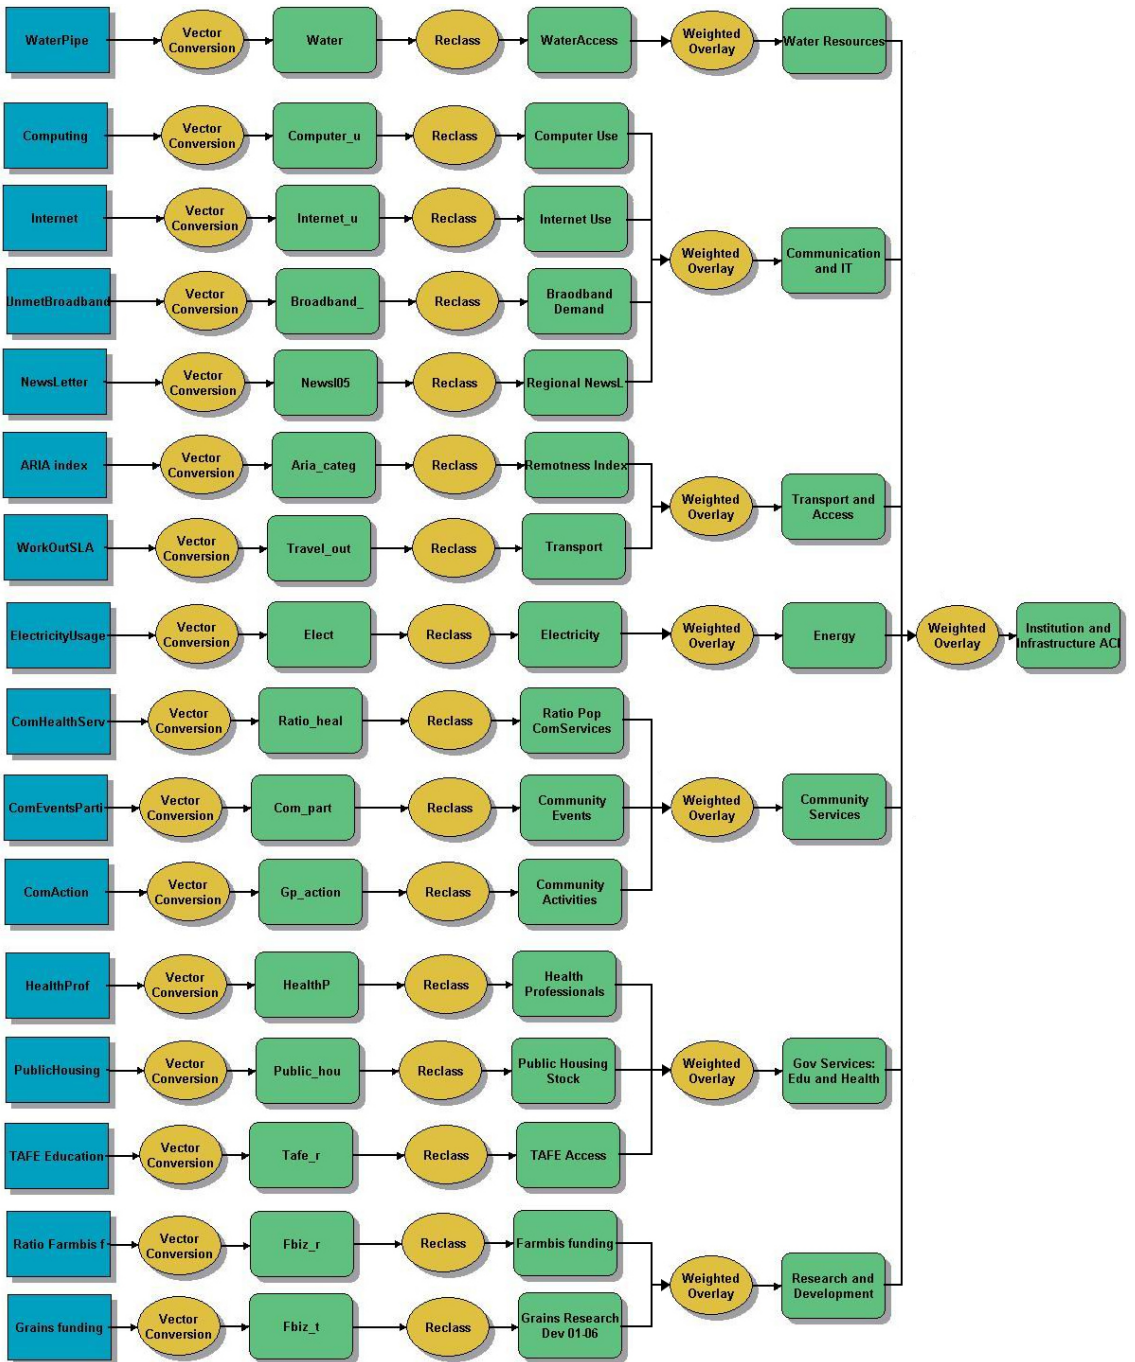 WaterPipe
Vector
Conversion
Water
Reclass
WaterAccess
Weighted
Overlay
Water Resources
Computing
Vector
Conversion
Computer_u
Reclass
Computer Use
Internet
Vector
Conversion
Internet_u
Reclass
Internet Use
Weighted
Overlay
Communication
and IT
UnmetBroadband
Vector
Conversion
Broadband_
Reclass
Braodband
Demand
NewsLetter
Vector
Conversion
Newsl05
Reclass
Regional NewsL
ARIA index
Vector
Conversion
Aria_categ
Reclass
Remotness Index
Weighted
Overlay
Transport and
Access
WorkOutSLA
Vector
Conversion
Travel_out
Reclass
Transport
ElectricityUsage
Vector
Conversion
Elect
Reclass
Electricity
Weighted
Overlay
Energy
Weighted
Overlay
Institution and
Infrastructure ACI
ComHealthServ
Vector
Conversion
Ratio_heal
Reclass
Ratio Pop
ComServices
ComEventsParti
Vector
Conversion
Com_part
Reclass
Community
Events
Weighted
Overlay
Community
Services
ComAction
Vector
Conversion
Gp_action
Reclass
Community
Activities
HealthProf
Vector
Conversion
HealthP
Reclass
Health
Professionals
PublicHousing
Vector
Conversion
Public_hou
Reclass
Public Housing
Stock
Weighted
Overlay
Gov Services:
Edu and Health
TAFE Education
Vector
Conversion
Tafe_r
Reclass
TAFE Access
Ratio Farmbis f
Vector
Conversion
Fbiz_r
Reclass
Farmbis funding
Weighted
Overlay
Research and
Development
Grains funding
Vector
Conversion
Fbiz_t
Reclass
Grains Research
Dev 01-06